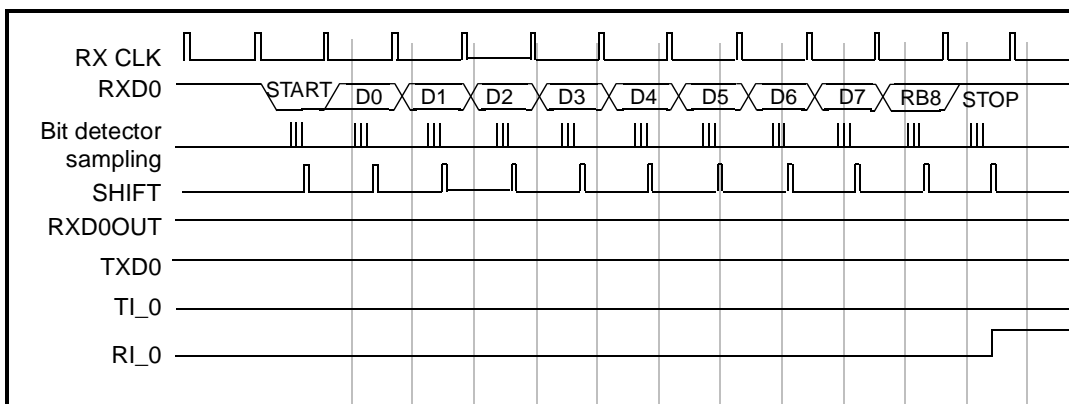 RX CLK
RXD0
START D0 D1 D2 D3 D4 D5 D6 D7 RB8 STOP
Bit detector
sampling
SHIFT
RXD0OUT
TXD0
TI_0
RI_0